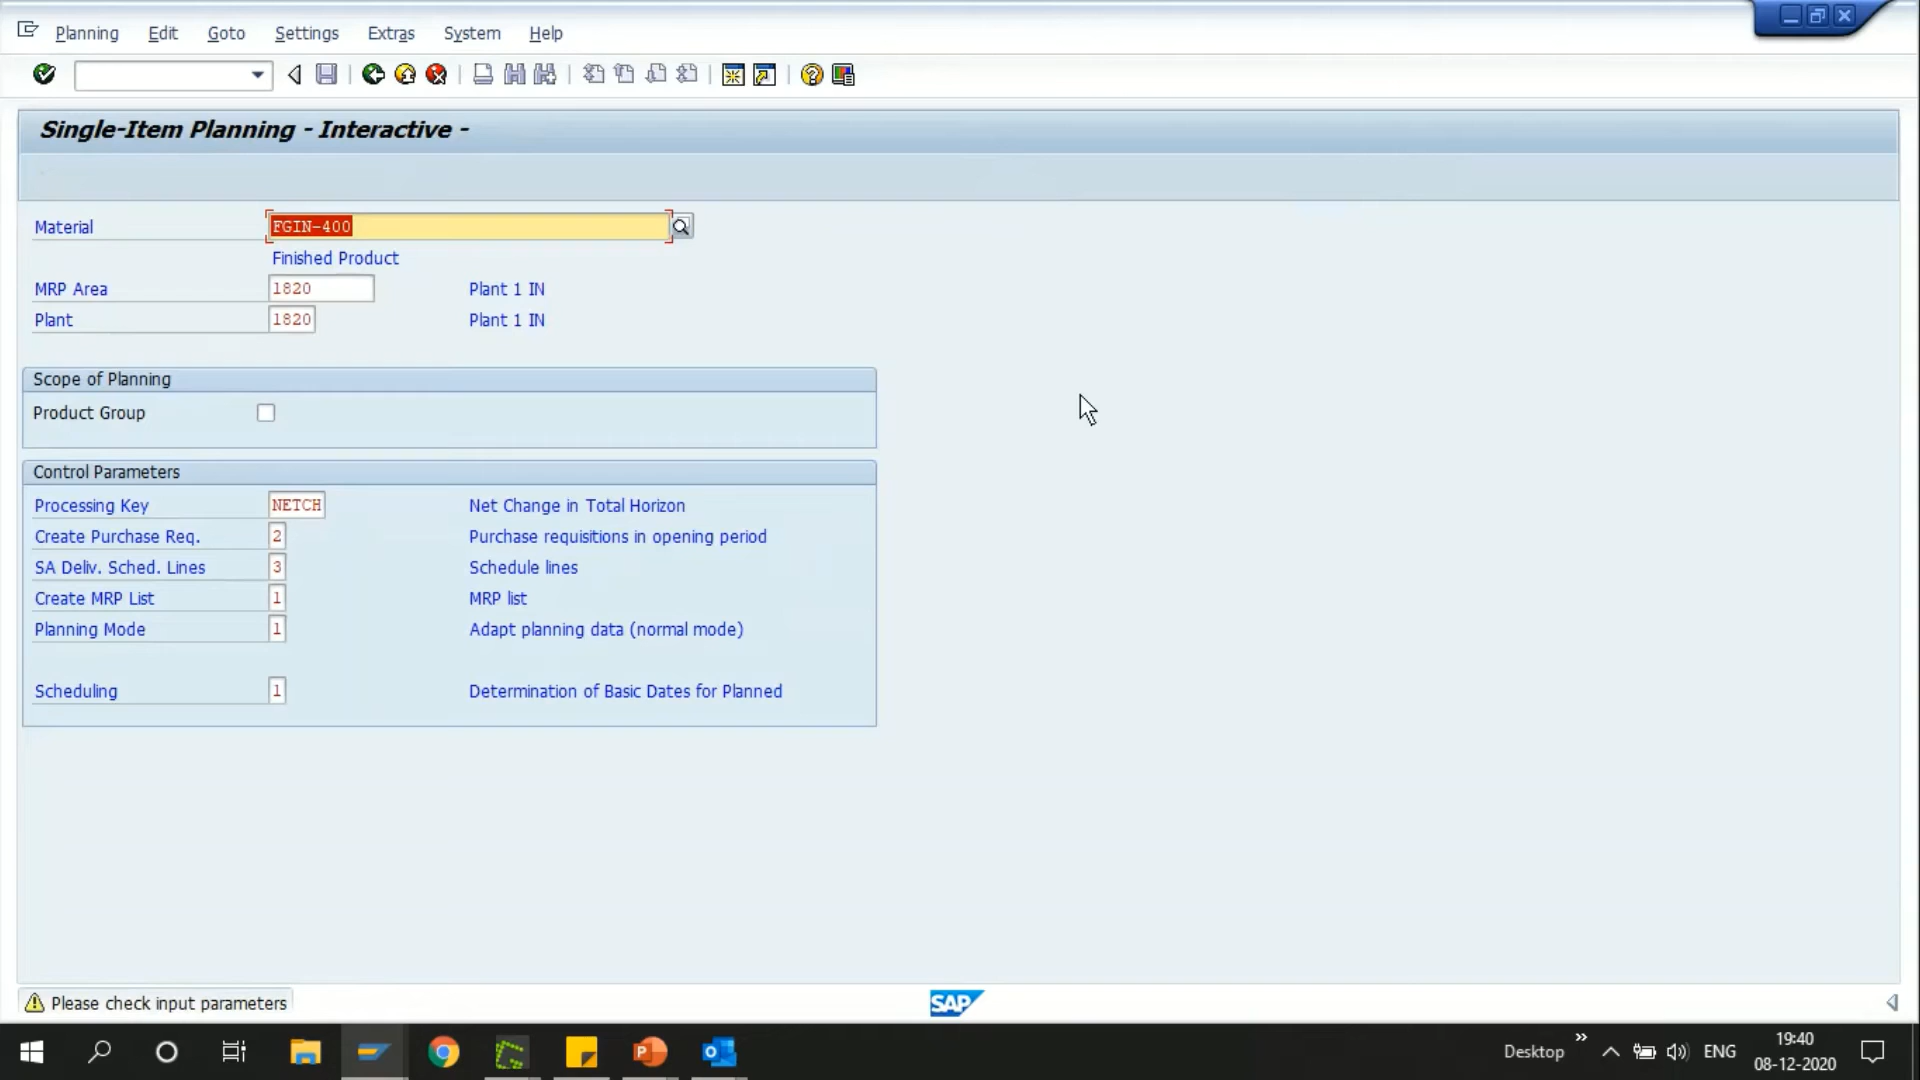 Planning Edit Goto Settings Extras System Help
Single-Item Planning - Interactive -
Material FGIN-400
Finished Product
MRP Area 1820 Plant 1 IN
Plant 1820 Plant 1 IN
Scope of Planning
Product Group
Control Parameters
Processing Key NETCH Net Change in Total Horizon
Create Purchase Req. 2 Purchase requisitions in opening period
SA Deliv. Sched. Lines 3 Schedule lines
Create MRP List 1 MRP list
Planning Mode 1 Adapt planning data (normal mode)
Scheduling 1 Determination of Basic Dates for Planned
Please check input parameters
SAP
Desktop » ENG 19:40
08-12-2020